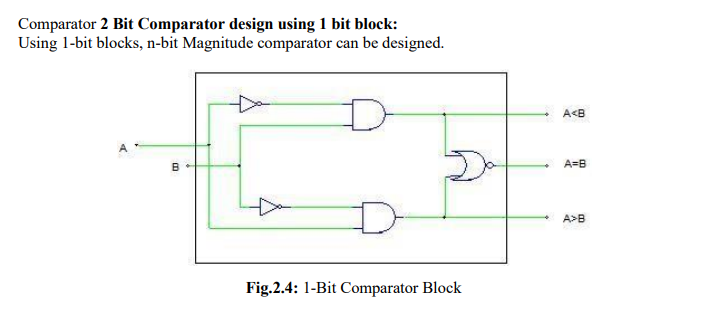 Comparator 2 Bit Comparator design using 1 bit block:
Using 1-bit blocks, n-bit Magnitude comparator can be designed.
A<B
A
B
A=B
A>B
Fig.2.4: 1-Bit Comparator Block